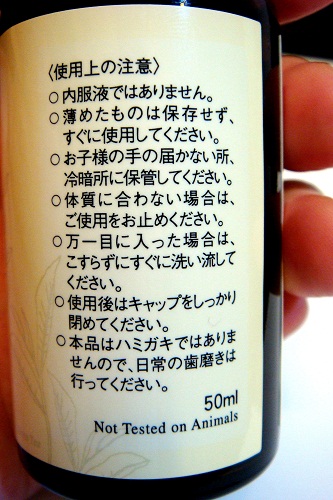 〈使用上の注意〉
○内服液ではありません。
○薄めたものは保存せず、
すぐに使用してください。
○お子様の手の届かない所、
冷暗所に保管してください。
○体質に合わない場合は、
ご使用をお止めください。
○万一目に入った場合は、
こすらずにすぐに洗い流して
ください。
○使用後はキャップをしっかり
閉めてください。
○本品はハミガキではありま
せんので、日常の歯磨きは
行ってください。
50ml
Not Tested on Animals